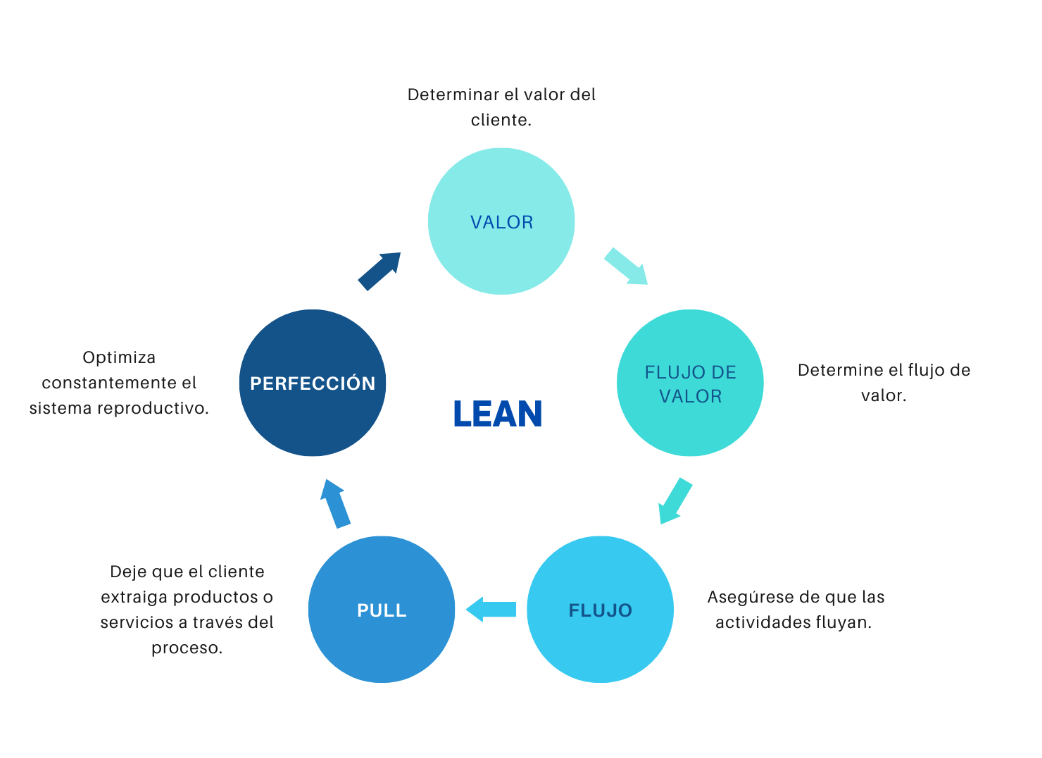 Determinar el valor del
cliente.
VALOR
FLUJO DE
VALOR
Determine el flujo de
valor.
FLUJO
Asegúrese de que las
actividades fluyan.
PULL
Deje que el cliente
extraiga productos o
servicios a través del
proceso.
PERFECCIÓN
Optimiza
constantemente el
sistema reproductivo.
LEAN